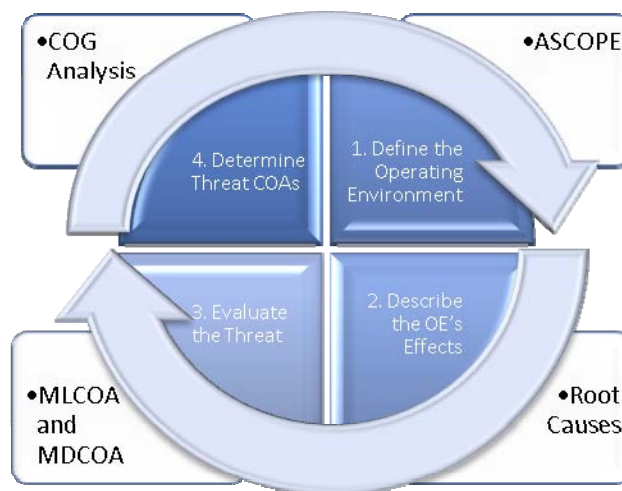 •COG
Analysis
•ASCOPE
4. Determine
Threat COAs
1. Define the
Operating
Environment
3. Evaluate
the Threat
2. Describe
the OE's
Effects
•MLCOA
and
MDCOA
•Root
Causes